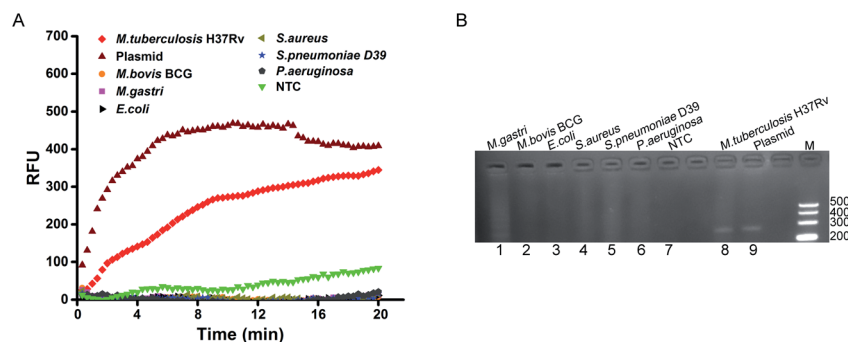 A
RFU
700
600
500
400
300
200
100
0
M.tuberculosis H37Rv
Plasmid
M.bovis BCG
M.gastri
E.coli
S.aureus
S.pneumoniae D39
P.aeruginosa
NTC
0 4 8 12 16 20
Time (min)
B
M.gastri
M.bovis BCG
E.coli
S.aureus
S.pneumoniae D39
P.aeruginosa
NTC
M.tuberculosis H37Rv
Plasmid
M
500
400
300
200
1 2 3 4 5 6 7 8 9